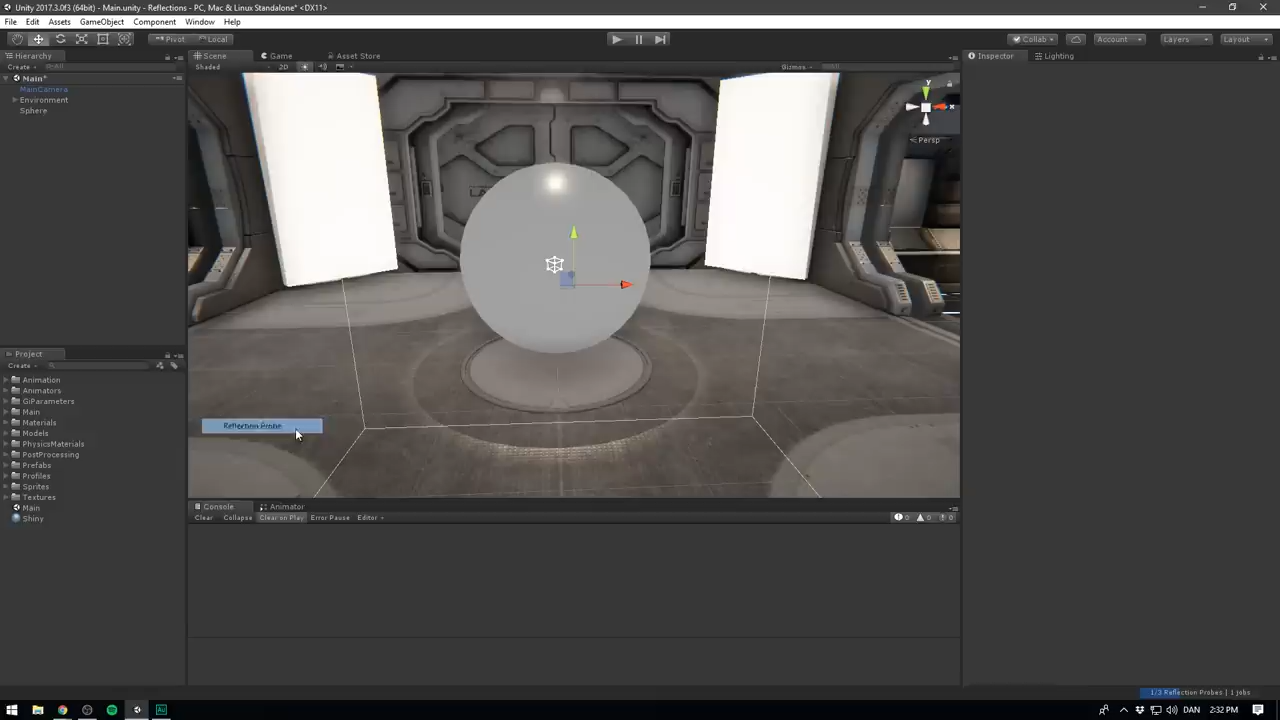 Unity 2017.3.0f3 (64bit) - Main.unity - Reflections - PC, Mac & Linux Standalone* <DX11>
File Edit Assets GameObject Component Window Help
Pivot Local Collab Account Layers Layout
Hierarchy Scene Game Asset Store Inspector Lighting
Create Shaded 2D Gizmos
Main*
MainCamera
Environment
Sphere
y
x
Persp
Project
Create
Animation
Animators
GiParameters
Main
Materials
Models
PhysicsMaterials
PostProcessing
Prefabs
Profiles
Sprites
Textures
Main
Shiny
Reflection Probe
Console Animator
Clear Collapse Clear on Play Error Pause Editor
0 0 0
1/3 Reflection Probes | 1 jobs
DAN 2:32 PM